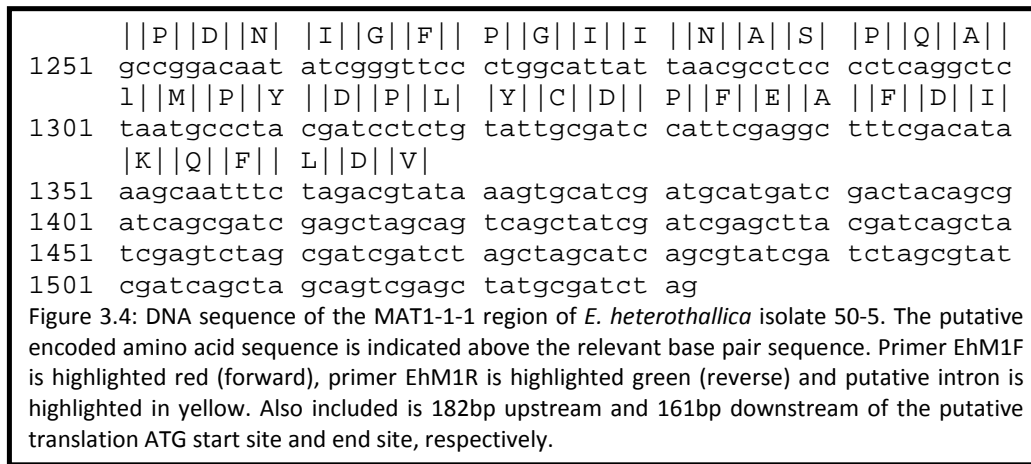 ||P||D||N| |I||G||F|| P||G||I||I ||N||A||S| |P||Q||A||
1251 gccggacaat atcgggttcc ctggcattat taacgcctcc cctcaggctc
l||M||P||Y ||D||P||L| |Y||C||D|| P||F||E||A ||F||D||I|
1301 taatgcccta cgatcctctg tattgcgatc cattcgaggc tttcgacata
|K||Q||F|| L||D||V|
1351 aagcaatttc tagacgtata aagtgcatcg atgcatgatc gactacagcg
1401 atcagcgatc gagctagcag tcagctatcg atcgagctta cgatcagcta
1451 tcgagtctag cgatcgatct agctagcatc agcgtatcga tctagcgtat
1501 cgatcagcta gcagtcgagc tatgcgatct ag
Figure 3.4: DNA sequence of the MAT1-1-1 region of E. heterothallica isolate 50-5. The putative
encoded amino acid sequence is indicated above the relevant base pair sequence. Primer EhM1F
is highlighted red (forward), primer EhM1R is highlighted green (reverse) and putative intron is
highlighted in yellow. Also included is 182bp upstream and 161bp downstream of the putative
translation ATG start site and end site, respectively.